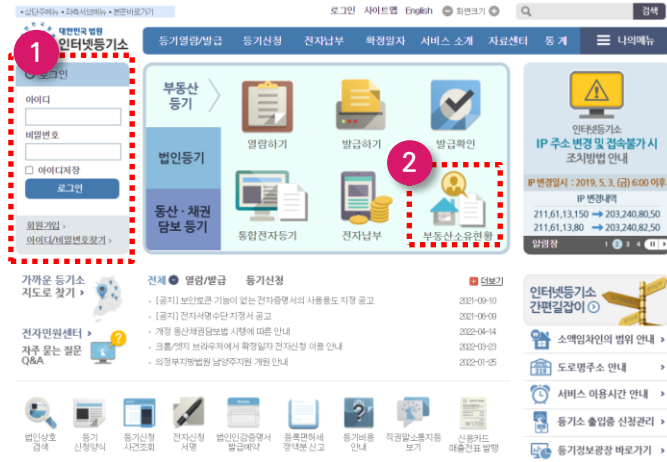 •상단주메뉴 •좌측서브메뉴 •본문바로가기
로그인 사이트맵 English 화면크기 검색
대한민국 법원
인터넷등기소
등기열람/발급 등기신청 전자납부 확정일자 서비스 소개 자료센터 통 계 나의메뉴
1
로그인
아이디
비밀번호
아이디저장
로그인
회원가입 >
아이디/비밀번호찾기 >
부동산
등기
법인등기
동산·채권
담보 등기
열람하기
발급하기
발급확인
2
통합전자등기
전자납부
부동산소유현황
인터넷등기소
IP 주소 변경 및 접속불가 시
조치방법 안내
IP 변경일시 : 2019, 5, 3, (금) 6:00 이후
IP 변경내역
211,61,13,150 → 203,240,80,50
211,61,13,80 → 203,240,82,50
알림창 1 2 3 4
가까운 등기소
지도로 찾기 >
전자민원센터 >
자주 묻는 질문
Q&A
전체 열람/발급 등기신청 더보기
[공지] 보안토큰 기능이 없는 전자증명서의 사용용도 지정 공고 2021-09-10
[공지] 전자서명수단 지정서 공고 2021-06-09
개정 동산채권담보법 시행에 따른 안내 2022-04-14
크롬/엣지 브라우저에서 확정일자 전자신청 이용 안내 2022-03-23
의정부지방법원 남양주지원 개원 안내 2022-01-25
인터넷등기소
간편길잡이
소액임차인의 범위 안내 >
도로명주소 안내 >
서비스 이용시간 안내 >
등기소 출입증 신청관리 >
등기정보광장 바로가기 >
법인상호
검색
등기
신청양식
등기신청
사건조회
전자신청
서명
법인인감증명서
발급예약
등록면허세
정액분 신고
등기비용
안내
직권말소통지등
보기
신용카드
매출전표 발행